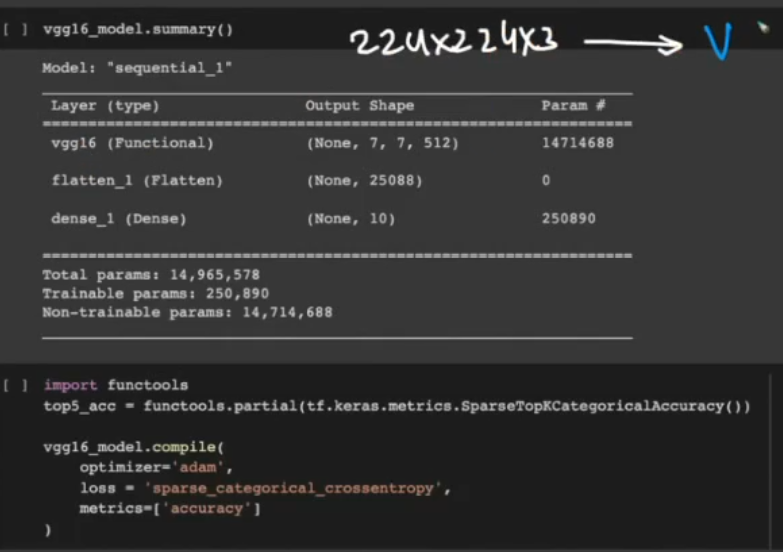 [ ] vgg16_model.summary()
224x224x3 → V
Model: "sequential_1"
Layer (type) Output Shape Param #
vgg16 (Functional) (None, 7, 7, 512) 14714688
flatten_1 (Flatten) (None, 25088) 0
dense_1 (Dense) (None, 10) 250890
Total params: 14,965,578
Trainable params: 250,890
Non-trainable params: 14,714,688
[ ] import functools
top5_acc = functools.partial(tf.keras.metrics.SparseTopKCategoricalAccuracy())
vgg16_model.compile(
optimizer='adam',
loss = 'sparse_categorical_crossentropy',
metrics=['accuracy']
)